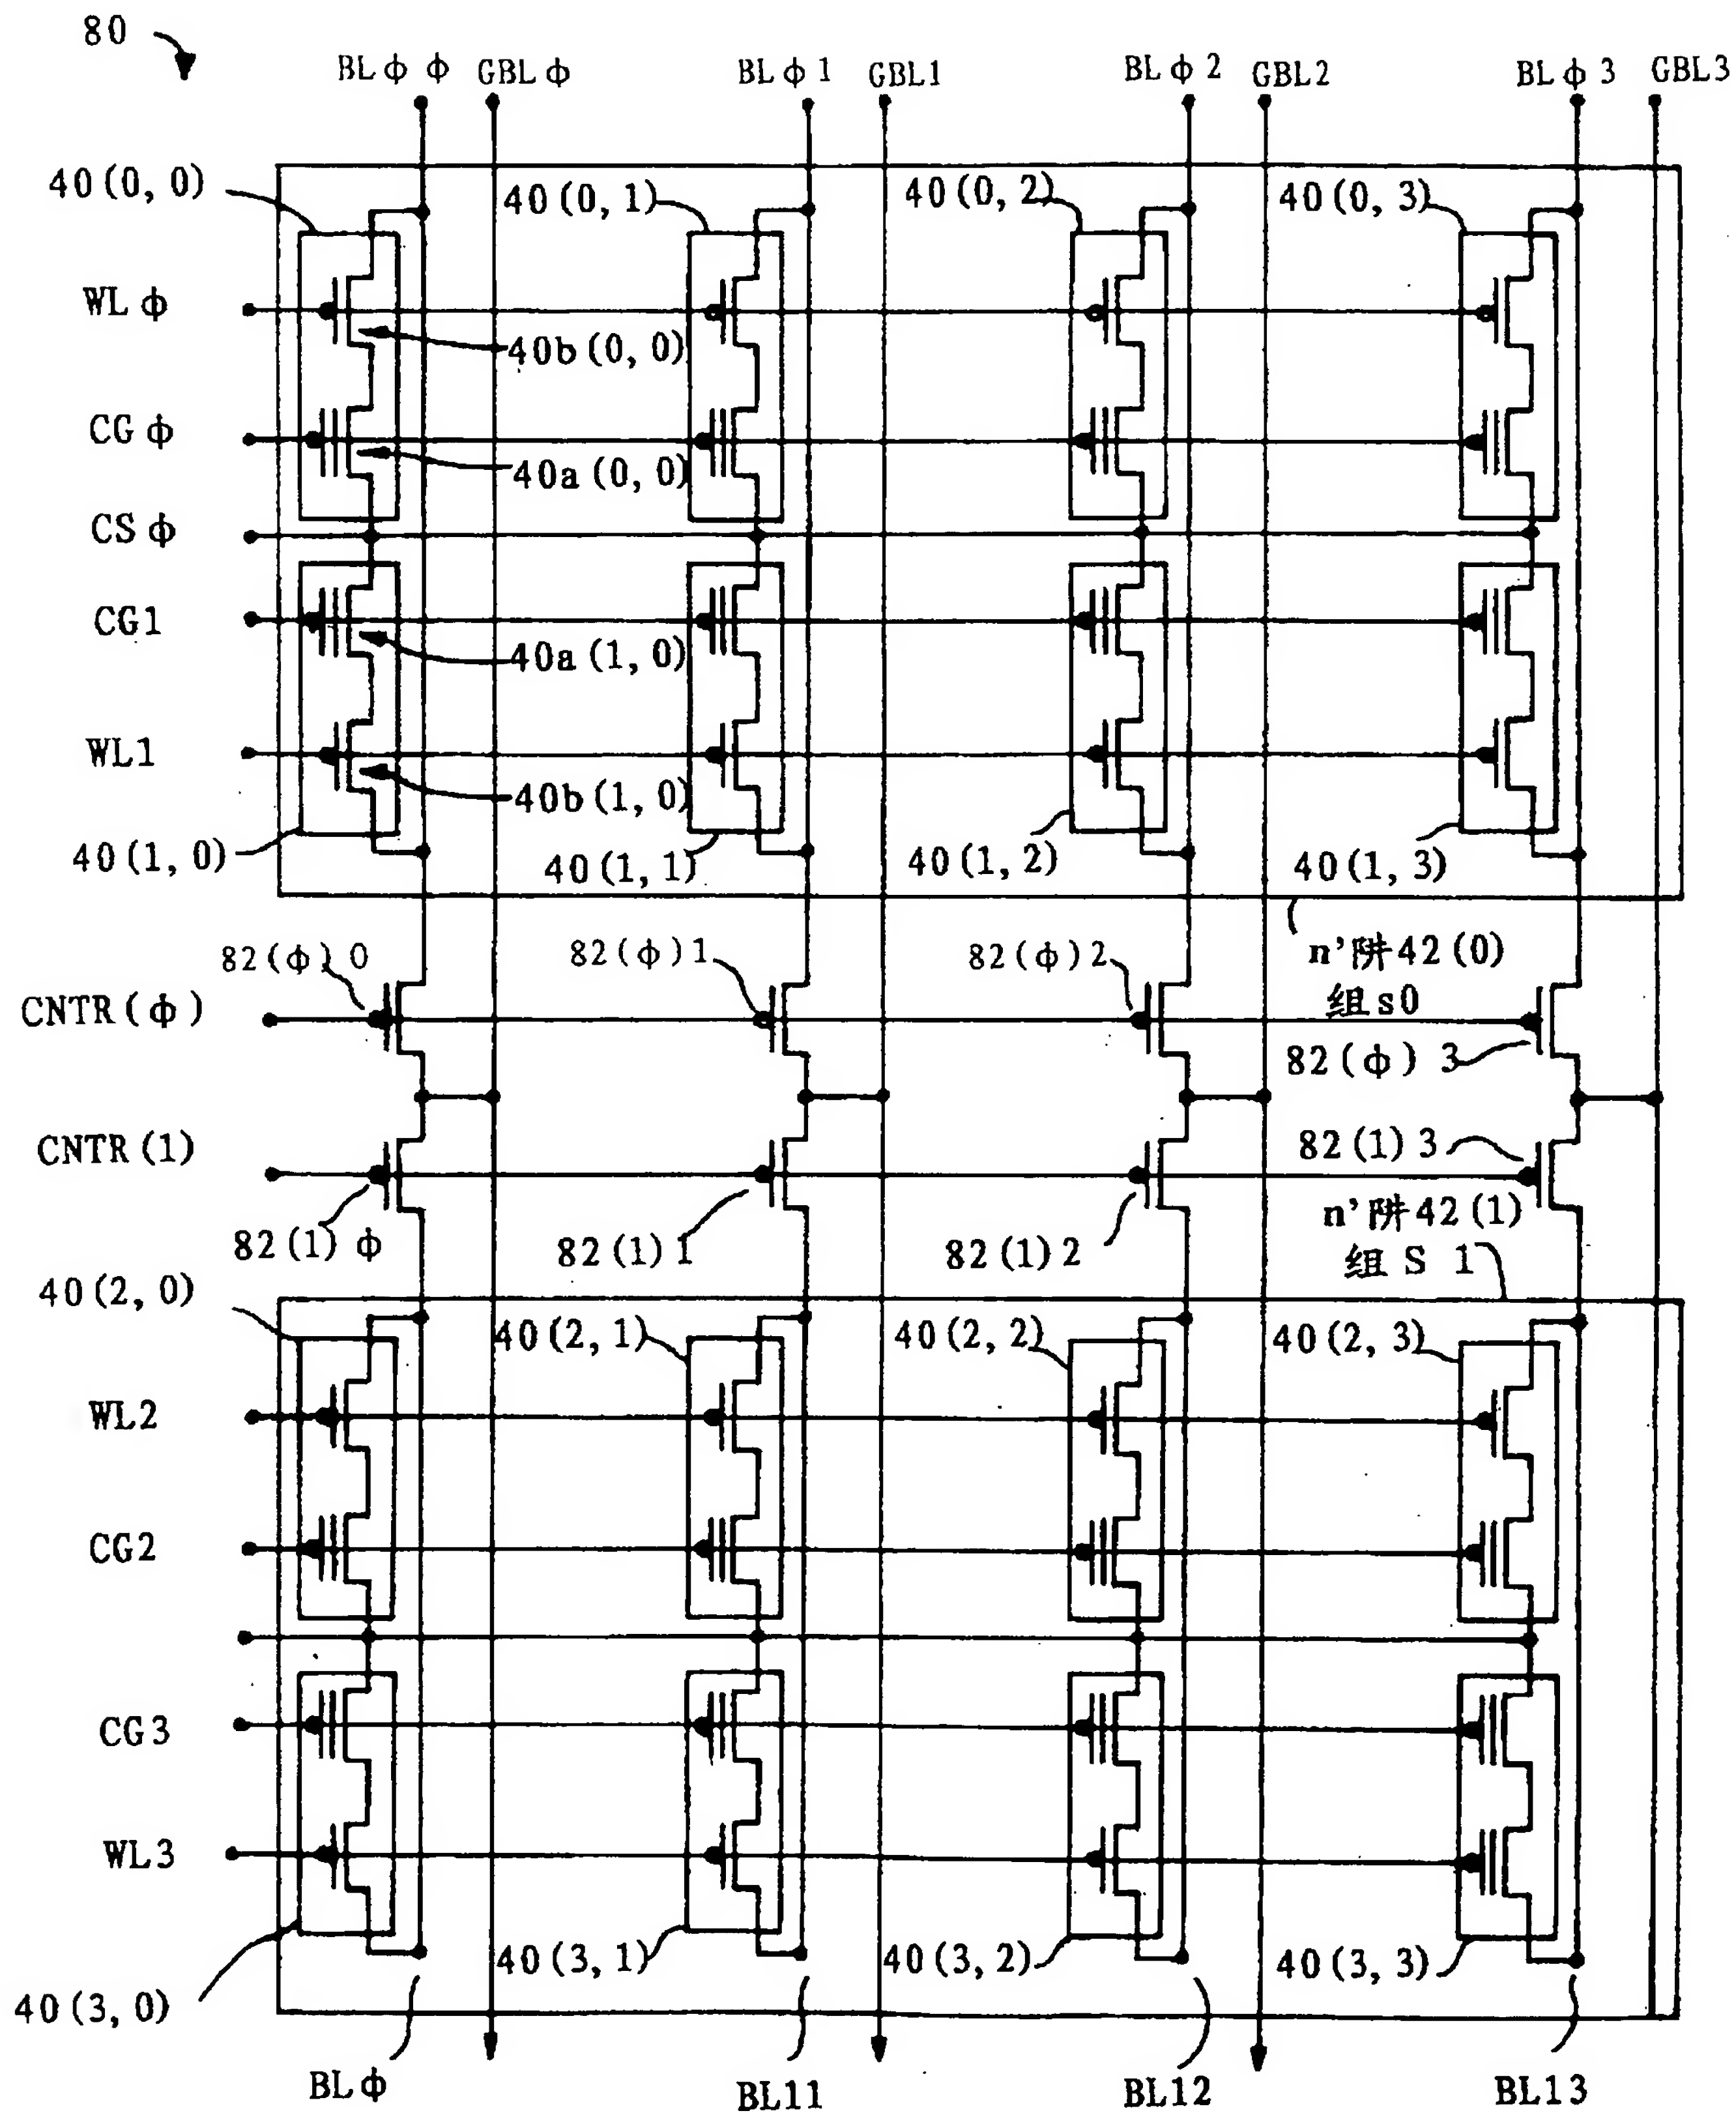 80
BLφφ GBLφ BLφ1 GBL1 BLφ2 GBL2 BLφ3 GBL3
40(0,0) 40(0,1) 40(0,2) 40(0,3)
WLφ
40b(0,0)
CGφ
40a(0,0)
CSφ
CG1
40a(1,0)
WL1
40b(1,0)
40(1,0) 40(1,1) 40(1,2) 40(1,3)
82(φ)0 82(φ)1 82(φ)2 n'阱42(0)
组s0
CNTR(φ)
82(φ)3
CNTR(1)
82(1)3
n'阱42(1)
组S1
82(1)φ 82(1)1 82(1)2
40(2,0) 40(2,1) 40(2,2) 40(2,3)
WL2
CG2
CG3
WL3
40(3,0) 40(3,1) 40(3,2) 40(3,3)
BLφ BL11 BL12 BL13